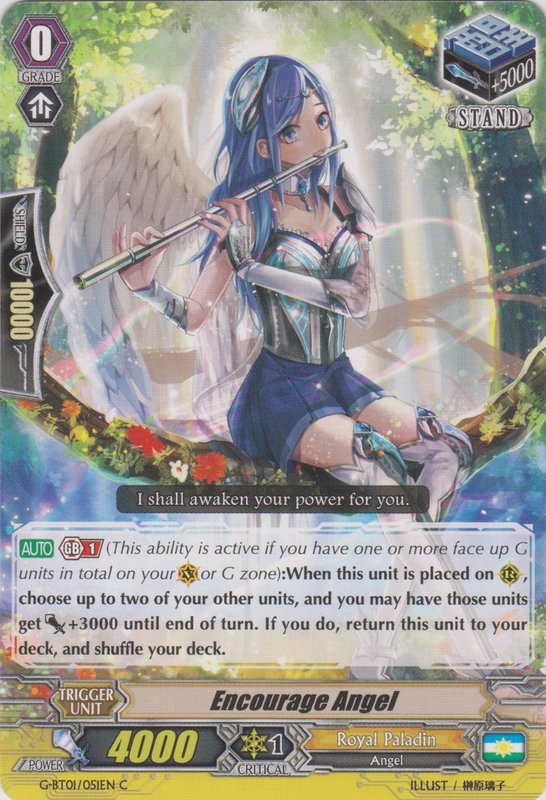 0
GRADE
+5000
STAND
SHIELD
10000
I shall awaken your power for you.
AUTO GB 1 (This ability is active if you have one or more face up G
units in total on your V or G zone):When this unit is placed on R,
choose up to two of your other units, and you may have those units
get +3000 until end of turn. If you do, return this unit to your
deck, and shuffle your deck.
TRIGGER
UNIT
Encourage Angel
POWER
4000
1
CRITICAL
Royal Paladin
Angel
G-BT01/051EN C
ILLUST / 榊原璃子